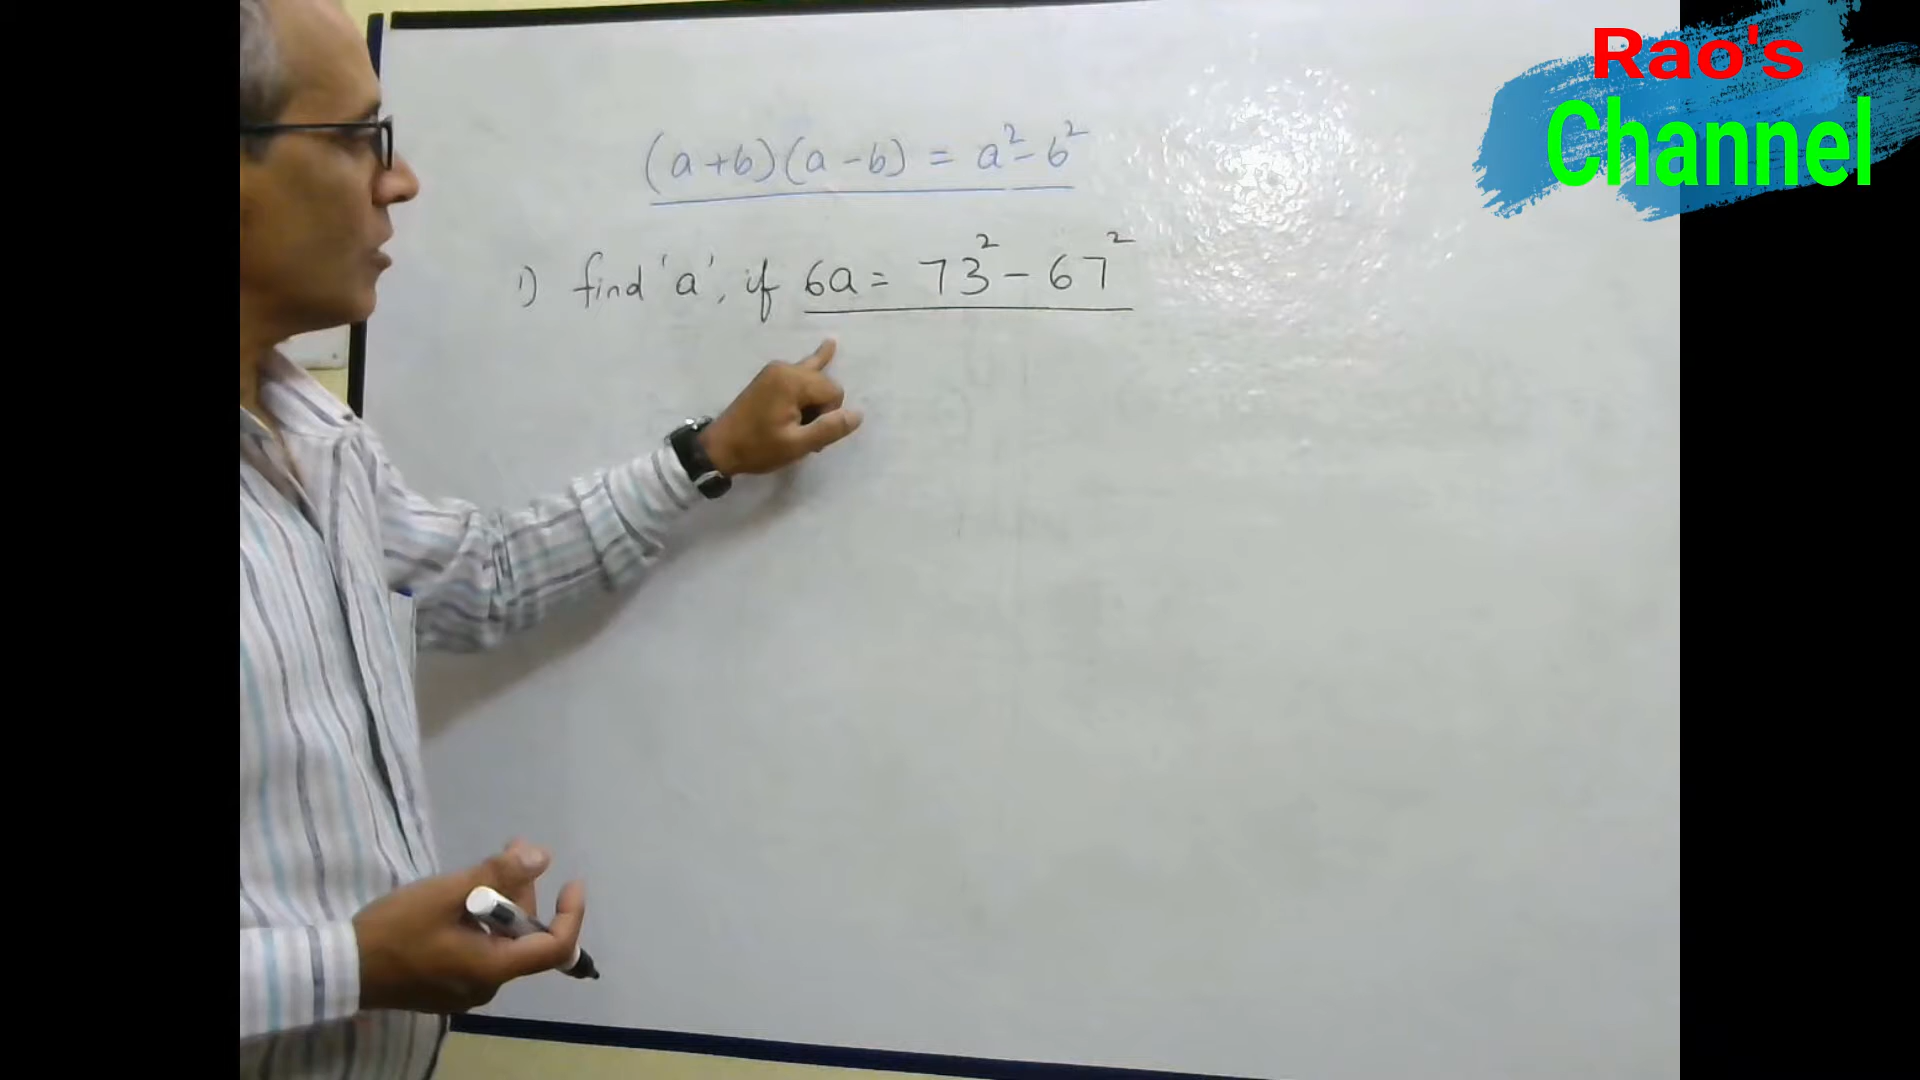 Rao's
Channel
(a+b)(a-b) = a²-b²
1) find 'a', if 6a = 73² - 67²